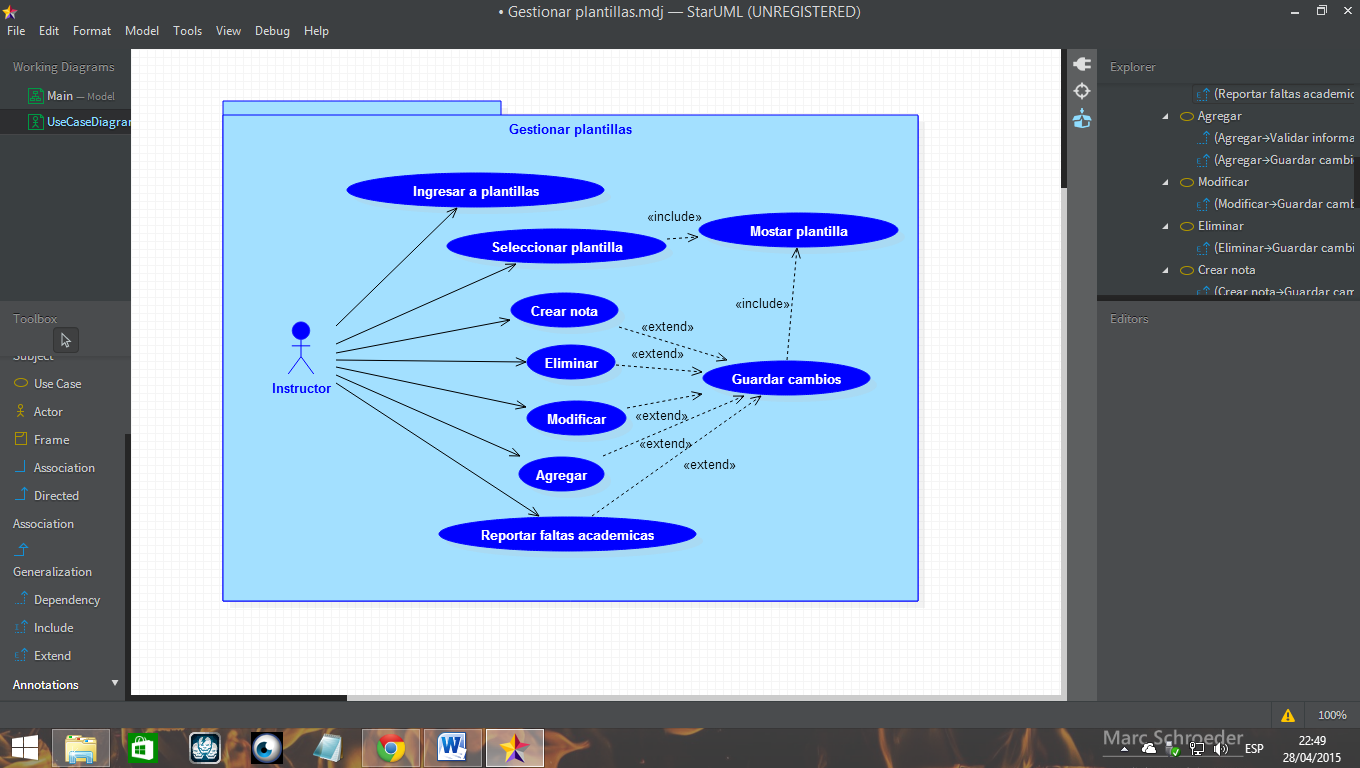 • Gestionar plantillas.mdj — StarUML (UNREGISTERED)
File Edit Format Model Tools View Debug Help
Working Diagrams
Main — Model
UseCaseDiagrar
Toolbox
Subject
Use Case
Actor
Frame
Association
Directed
Association
Generalization
Dependency
Include
Extend
Annotations
Gestionar plantillas
Ingresar a plantillas
«include»
Mostar plantilla
Seleccionar plantilla
«include»
Crear nota
«extend»
Eliminar
«extend»
Instructor
Guardar cambios
Modificar
«extend»
«extend»
Agregar
«extend»
Reportar faltas academicas
Explorer
(Reportar faltas academic
Agregar
(Agregar→Validar informa
(Agregar→Guardar cambi
Modificar
(Modificar→Guardar camb
Eliminar
(Eliminar→Guardar cambi
Crear nota
(Crear nota→Guardar cam
Editors
100%
Marc Schroeder
ESP
22:49
28/04/2015